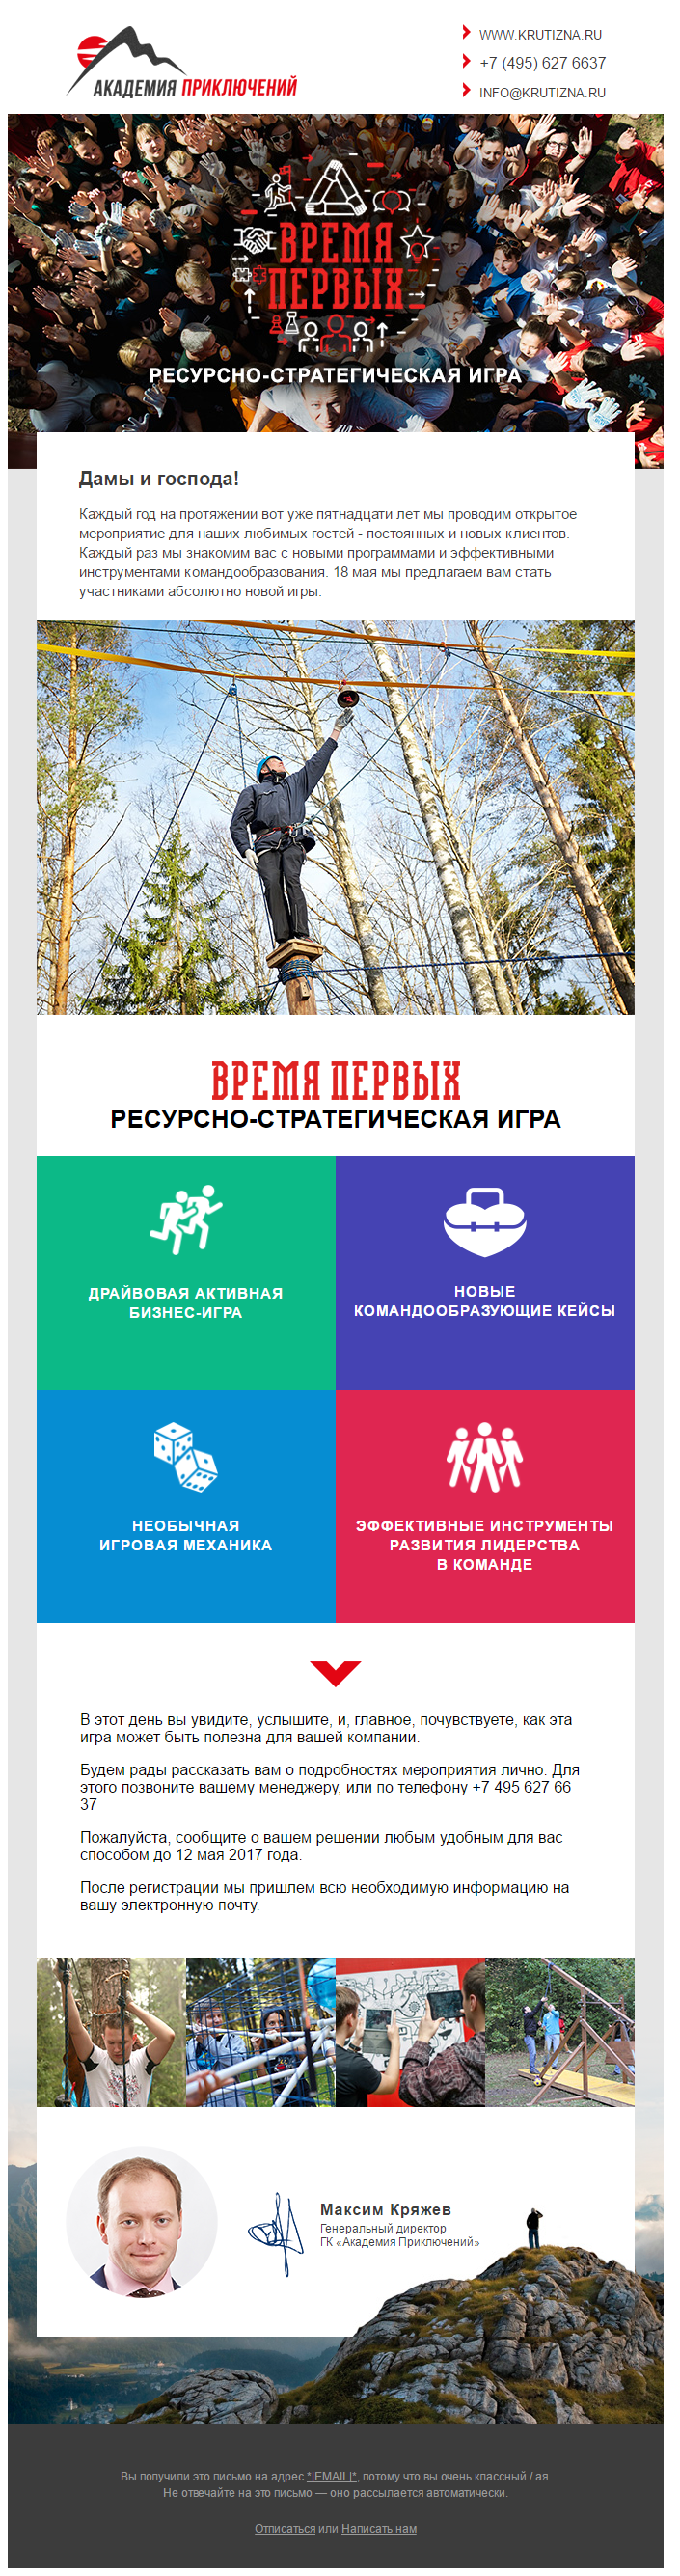 АКАДЕМИЯ ПРИКЛЮЧЕНИЙ
WWW.KRUTIZNA.RU
+7 (495) 627 6637
INFO@KRUTIZNA.RU
ВРЕМЯ
ПЕРВЫХ
РЕСУРСНО-СТРАТЕГИЧЕСКАЯ ИГРА
Дамы и господа!
Каждый год на протяжении вот уже пятнадцати лет мы проводим открытое
мероприятие для наших любимых гостей - постоянных и новых клиентов.
Каждый раз мы знакомим вас с новыми программами и эффективными
инструментами командообразования. 18 мая мы предлагаем вам стать
участниками абсолютно новой игры.
ВРЕМЯ ПЕРВЫХ
РЕСУРСНО-СТРАТЕГИЧЕСКАЯ ИГРА
ДРАЙВОВАЯ АКТИВНАЯ
БИЗНЕС-ИГРА
НОВЫЕ
КОМАНДООБРАЗУЮЩИЕ КЕЙСЫ
НЕОБЫЧНАЯ
ИГРОВАЯ МЕХАНИКА
ЭФФЕКТИВНЫЕ ИНСТРУМЕНТЫ
РАЗВИТИЯ ЛИДЕРСТВА
В КОМАНДЕ
В этот день вы увидите, услышите, и, главное, почувствуете, как эта
игра может быть полезна для вашей компании.
Будем рады рассказать вам о подробностях мероприятия лично. Для
этого позвоните вашему менеджеру, или по телефону +7 495 627 66
37
Пожалуйста, сообщите о вашем решении любым удобным для вас
способом до 12 мая 2017 года.
После регистрации мы пришлем всю необходимую информацию на
вашу электронную почту.
Максим Кряжев
Генеральный директор
ГК «Академия Приключений»
Вы получили это письмо на адрес *|EMAIL|*, потому что вы очень классный / ая.
Не отвечайте на это письмо — оно рассылается автоматически.
Отписаться или Написать нам